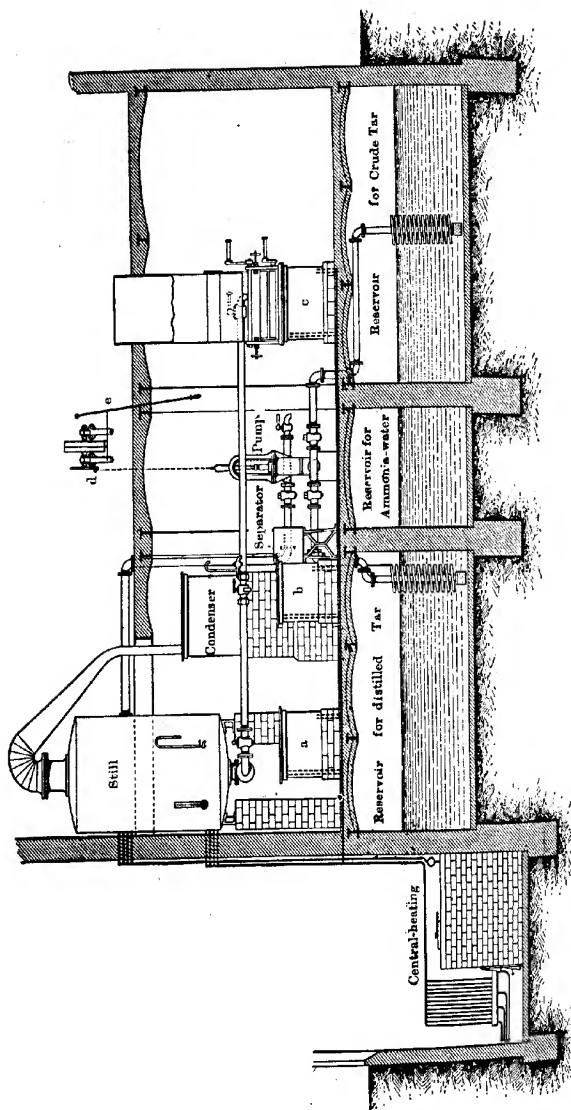 Still
Condenser
Separator
Pump
d
e
a
b
c
Central-heating
Reservoir for distilled Tar
Reservoir for
Ammonia-water
Reservoir for Crude Tar